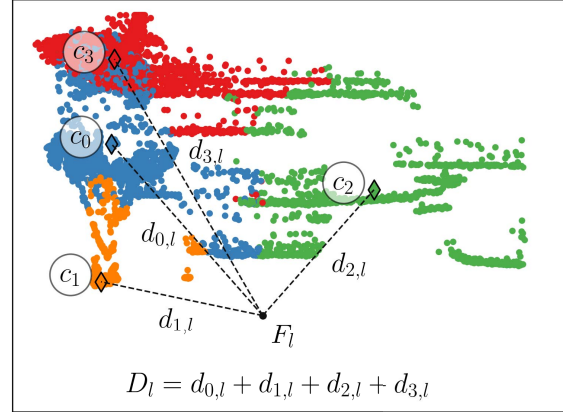 c₃
c₀
d₃,ₗ
c₂
d₀,ₗ
d₂,ₗ
c₁
d₁,ₗ
Fₗ
Dₗ = d₀,ₗ + d₁,ₗ + d₂,ₗ + d₃,ₗ